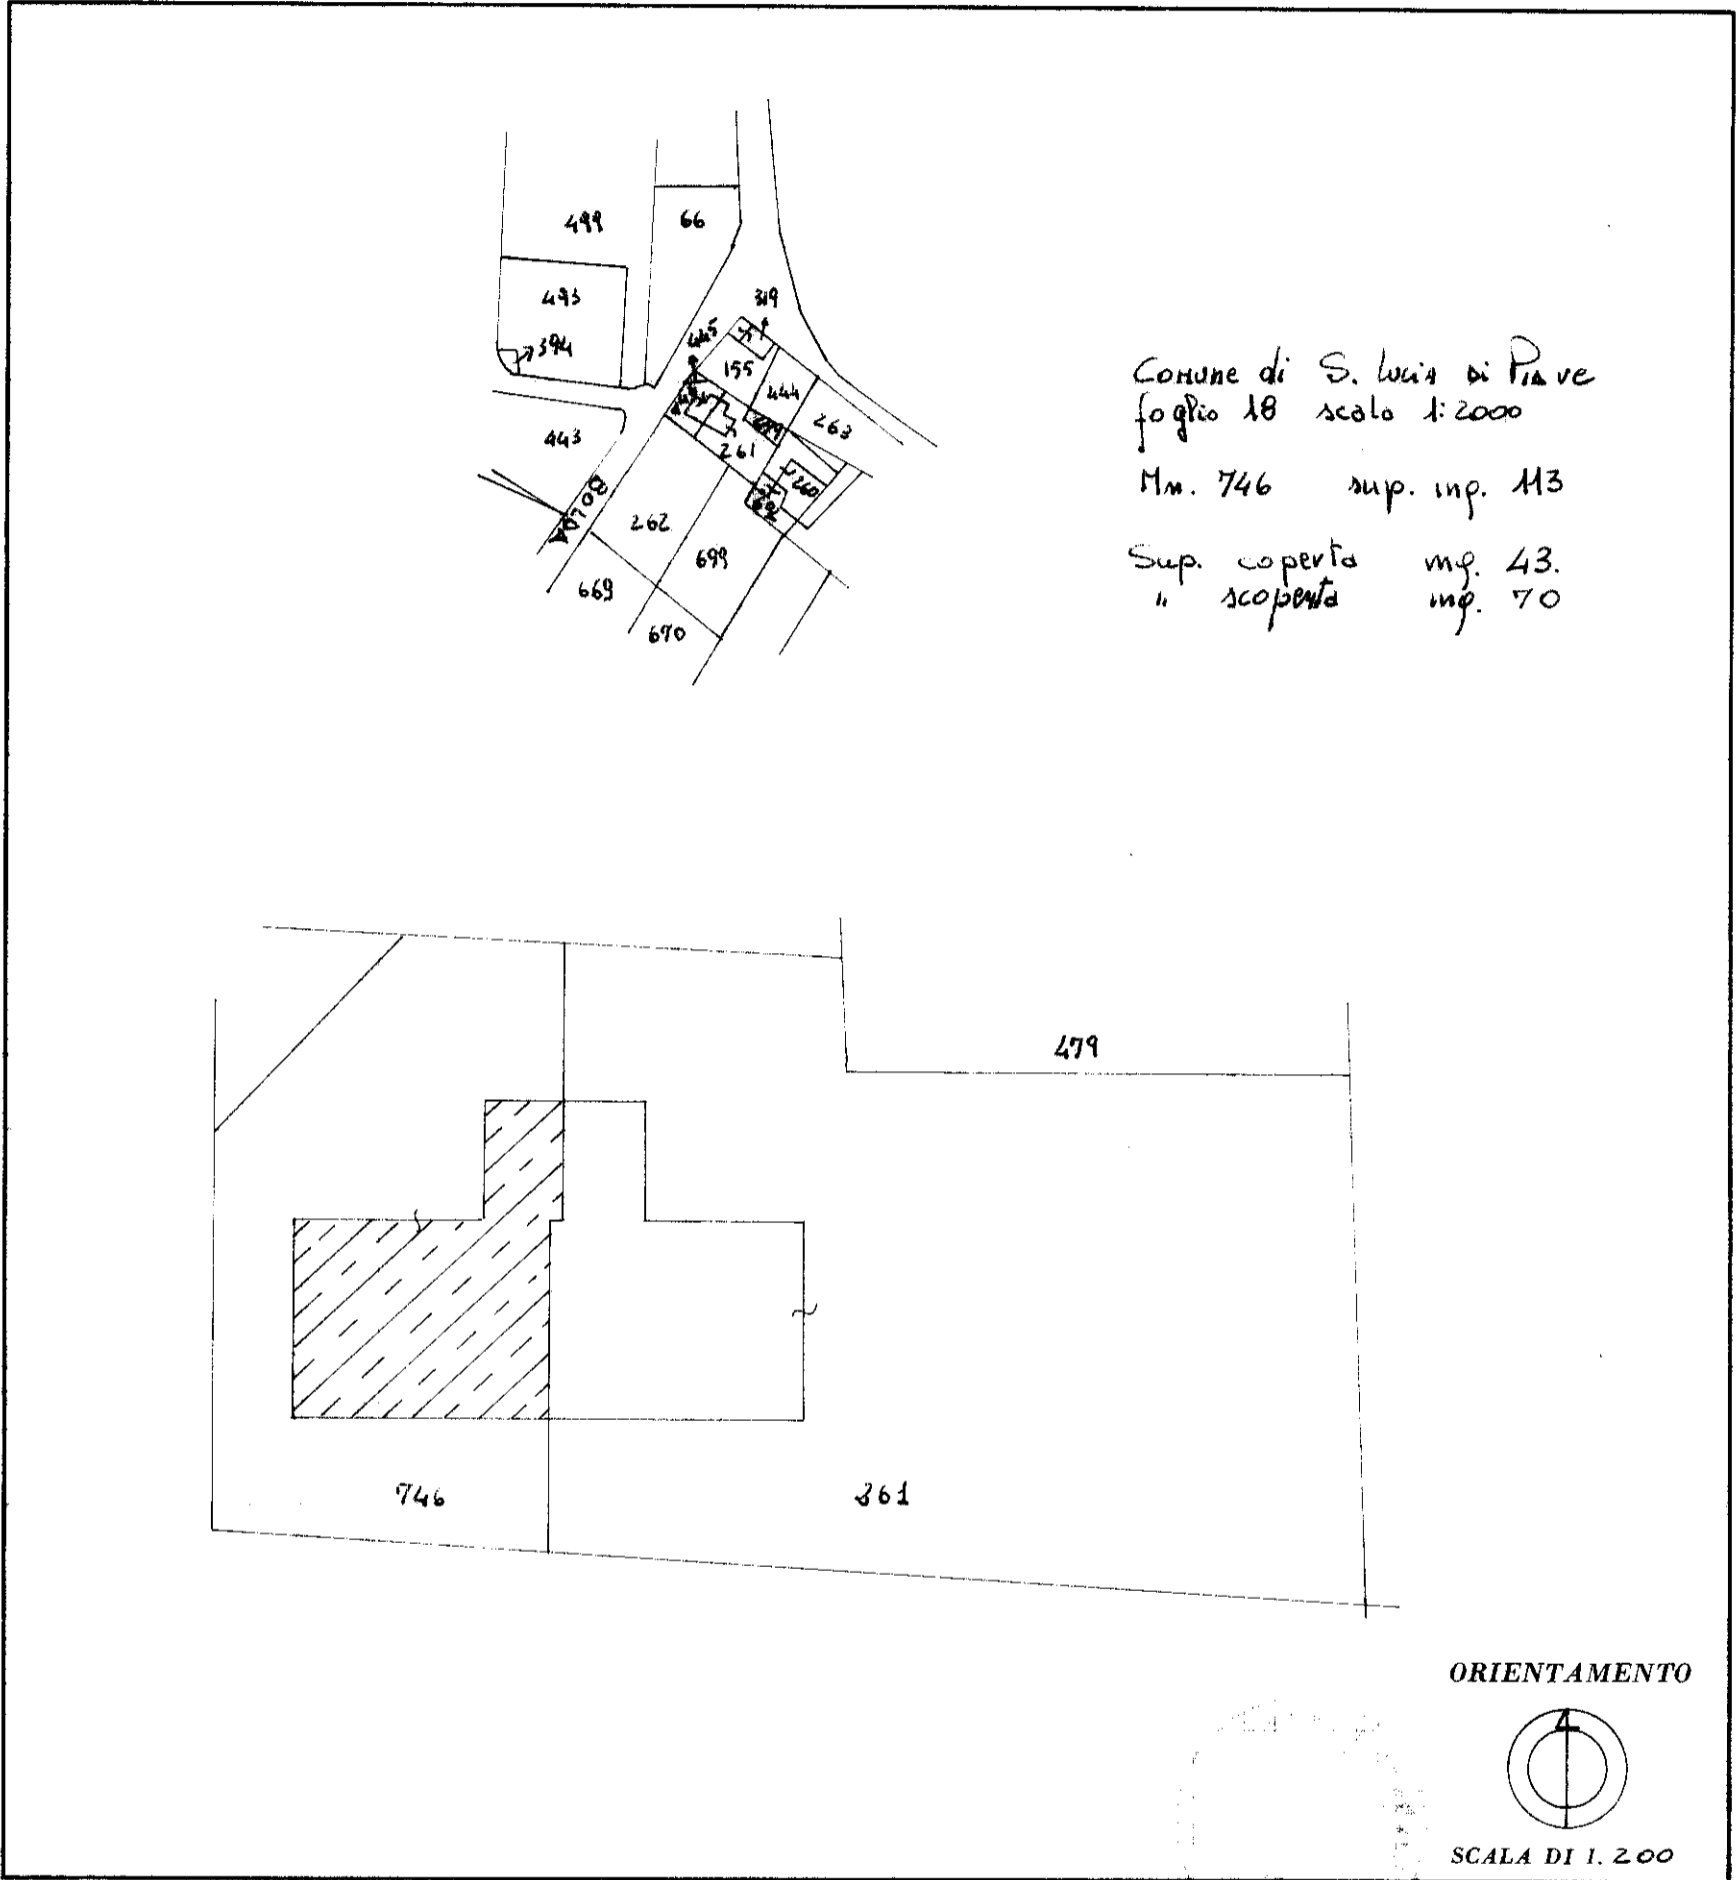 499
66
493
319
394
445
155
444
263
443
261
260
BOLDA
262
699
669
670
Comune di S. Lucia di Piave
foglio 18 scala 1:2000
Mn. 746 sup. mq. 113
Sup. coperta mq. 43.
" scoperta mq. 70
479
746
261
ORIENTAMENTO
SCALA DI 1. 200